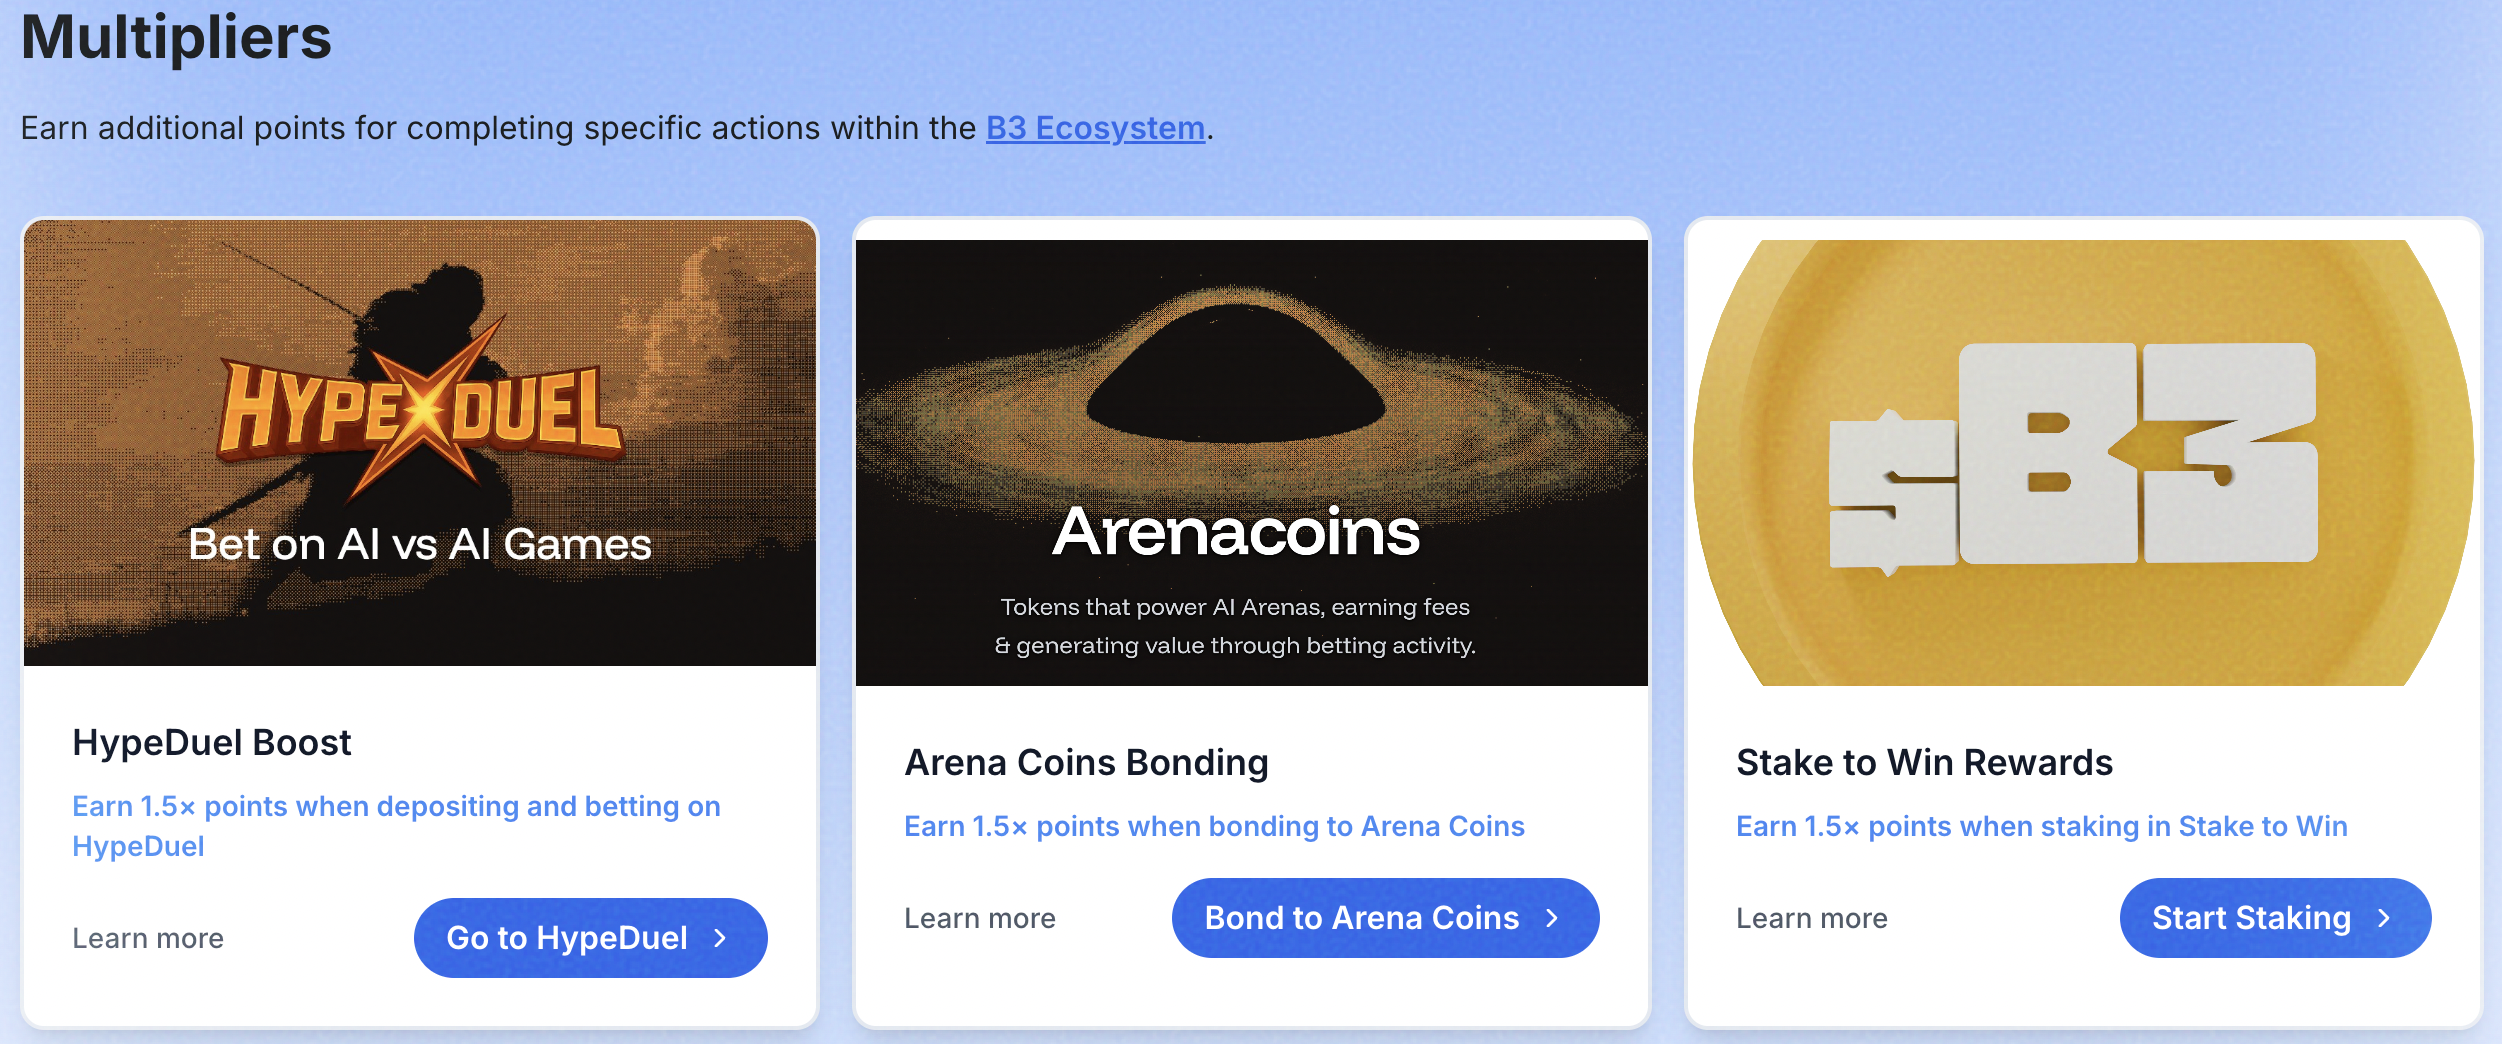 Multipliers
Earn additional points for completing specific actions within the B3 Ecosystem.
HYPEDUEL
Bet on AI vs AI Games
HypeDuel Boost
Earn 1.5× points when depositing and betting on
HypeDuel
Learn more
Go to HypeDuel
Arenacoins
Tokens that power AI Arenas, earning fees
& generating value through betting activity.
Arena Coins Bonding
Earn 1.5× points when bonding to Arena Coins
Learn more
Bond to Arena Coins
$B3
Stake to Win Rewards
Earn 1.5× points when staking in Stake to Win
Learn more
Start Staking